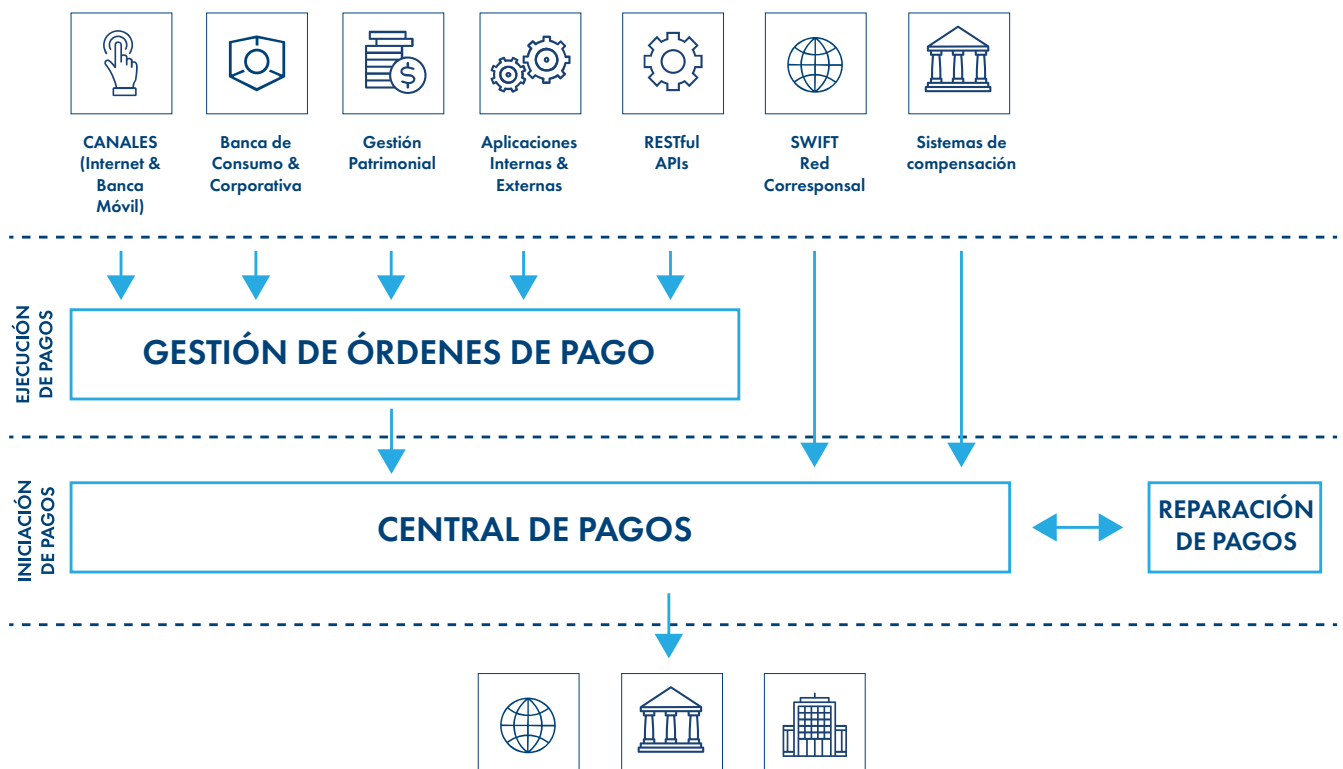 $
CANALES
(Internet &
Banca
Móvil)
Banca de
Consumo &
Corporativa
Gestión
Patrimonial
Aplicaciones
Internas &
Externas
RESTful
APIs
SWIFT
Red
Corresponsal
Sistemas de
compensación
EJECUCIÓN
DE PAGOS
GESTIÓN DE ÓRDENES DE PAGO
INICIACIÓN
DE PAGOS
CENTRAL DE PAGOS
REPARACIÓN
DE PAGOS